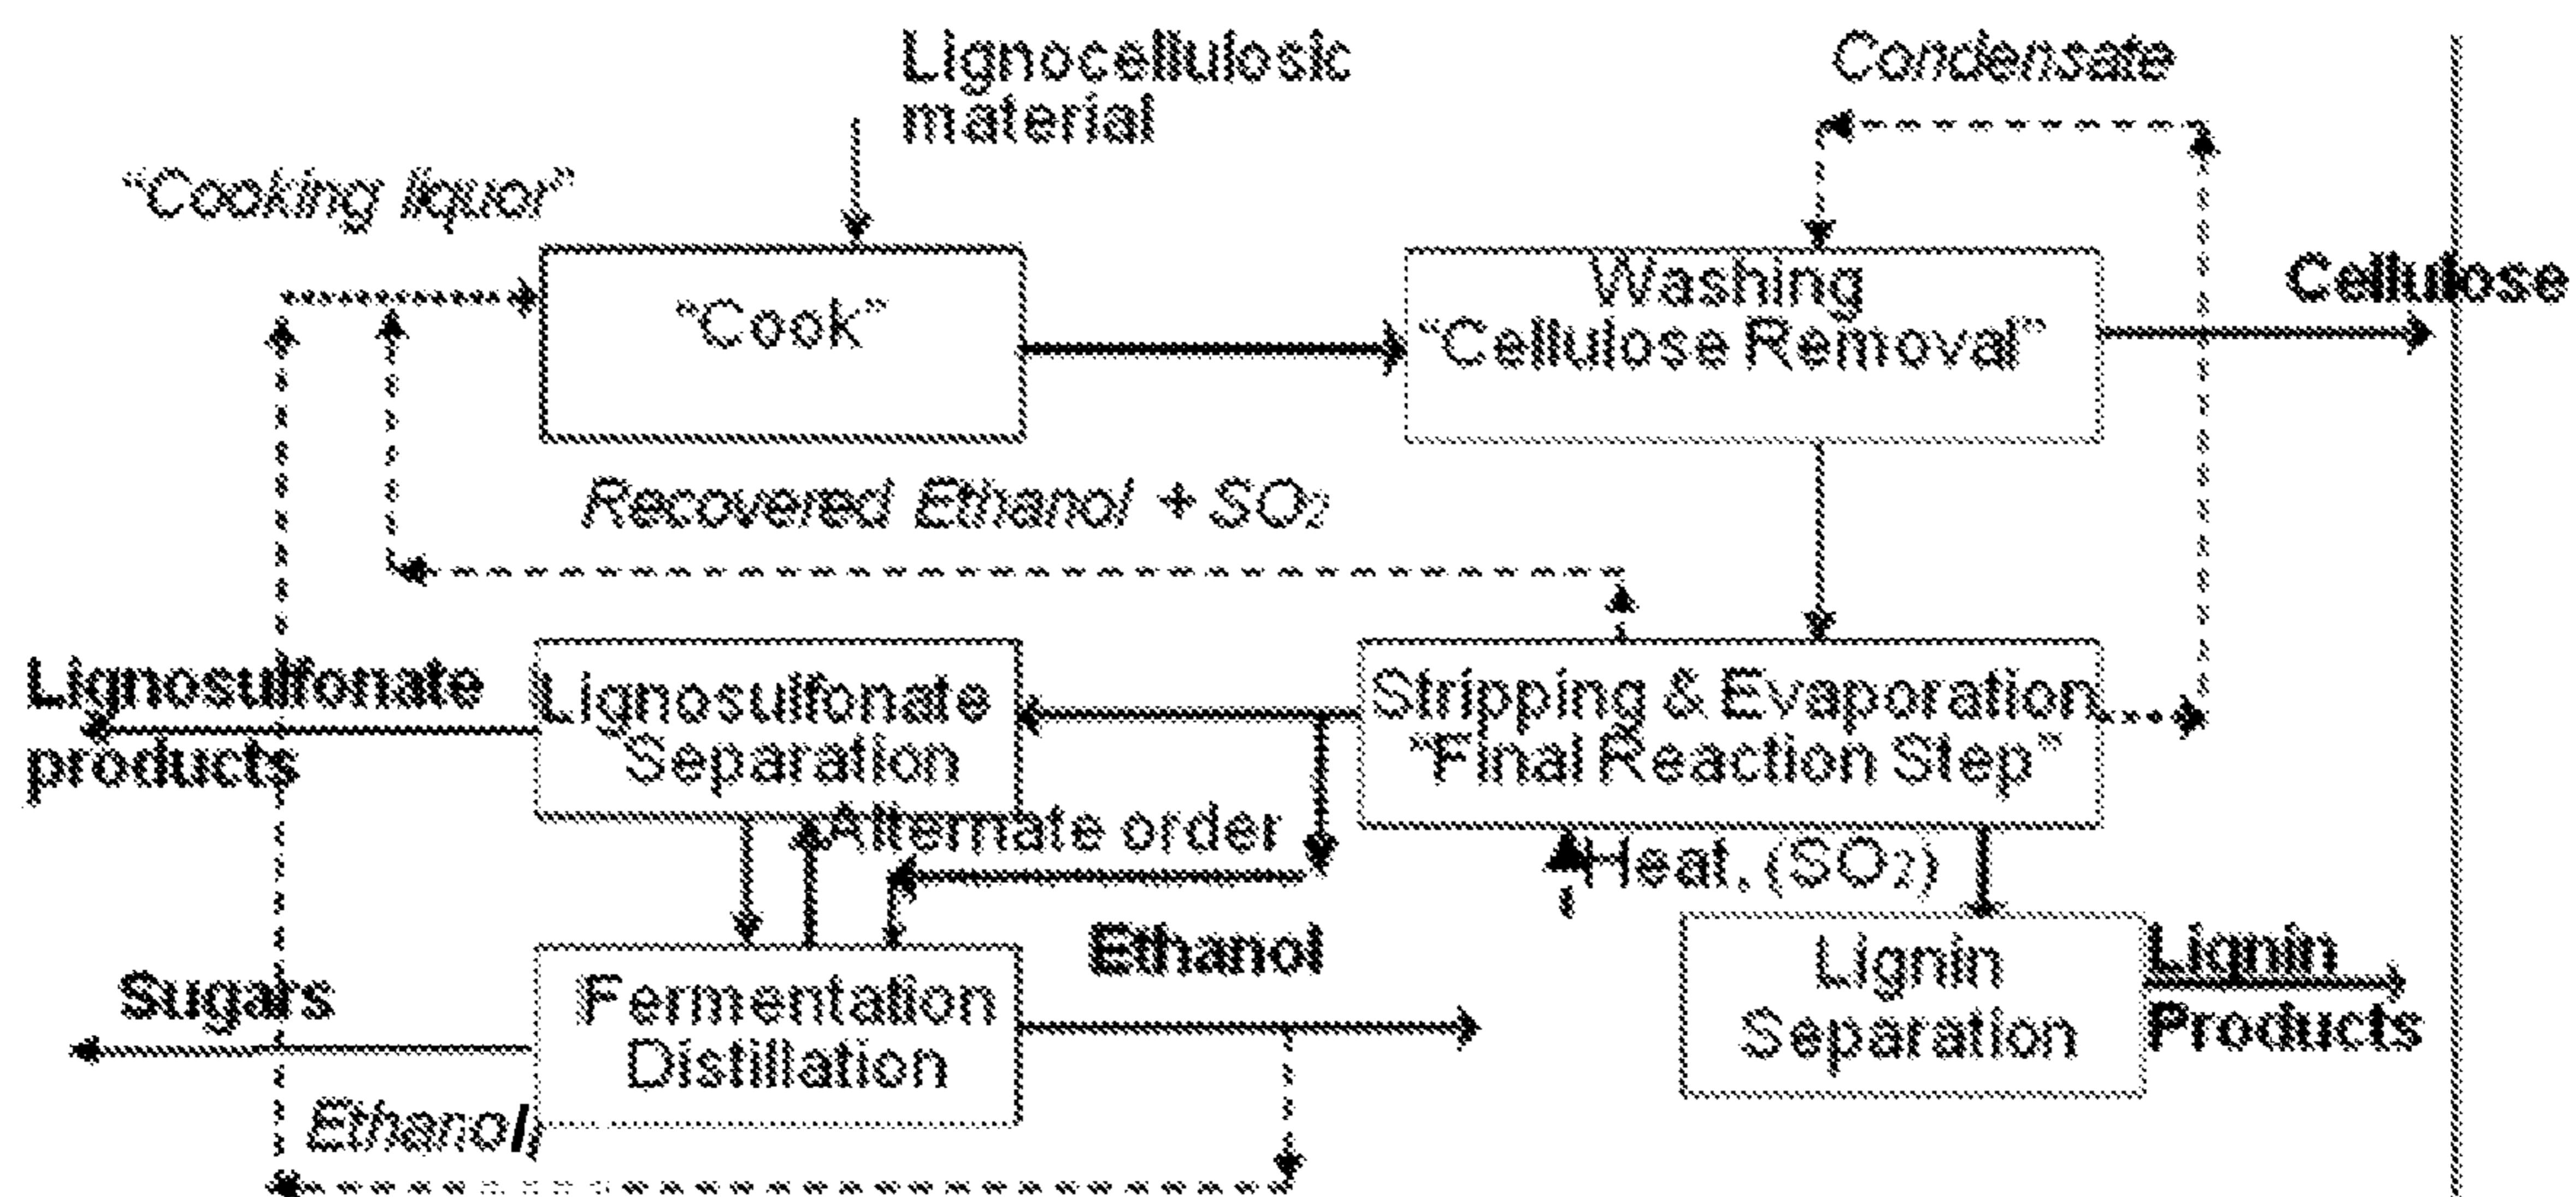 Lignocellulosic
material
Condensate
“Cooking liquor”
“Cook”
Washing
“Cellulose Removal”
Cellulose
Recovered Ethanol + SO₂
Lignosulfonate
products
Lignosulfonate
Separation
Stripping & Evaporation
“Final Reaction Step”
Alternate order
Heat, (SO₂)
Ethanol
Sugars
Fermentation
Distillation
Lignin
Separation
Lignin
Products
Ethanol,